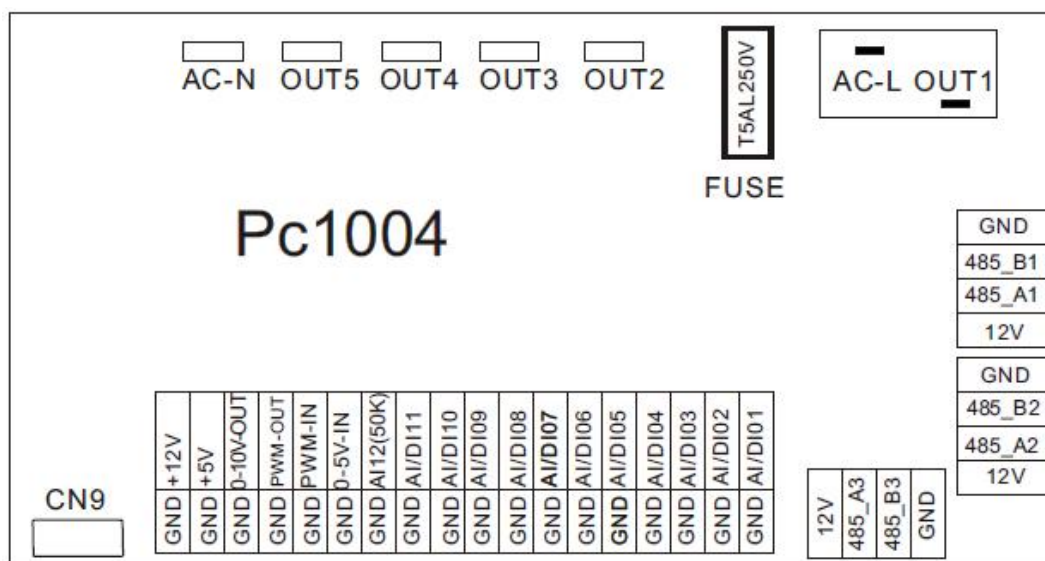 AC-N OUT5 OUT4 OUT3 OUT2
T5AL250V
FUSE
AC-L OUT1
Pc1004
GND
485_B1
485_A1
12V
GND
485_B2
485_A2
12V
CN9
GND +12V
GND +5V
GND 0-10V-OUT
GND PWM-OUT
GND PWM-IN
GND 0-5V-IN
GND AI12(50K)
GND AI/DI11
GND AI/DI10
GND AI/DI09
GND AI/DI08
GND AI/DI07
GND AI/DI06
GND AI/DI05
GND AI/DI04
GND AI/DI03
GND AI/DI02
GND AI/DI01
12V
485_A3
485_B3
GND